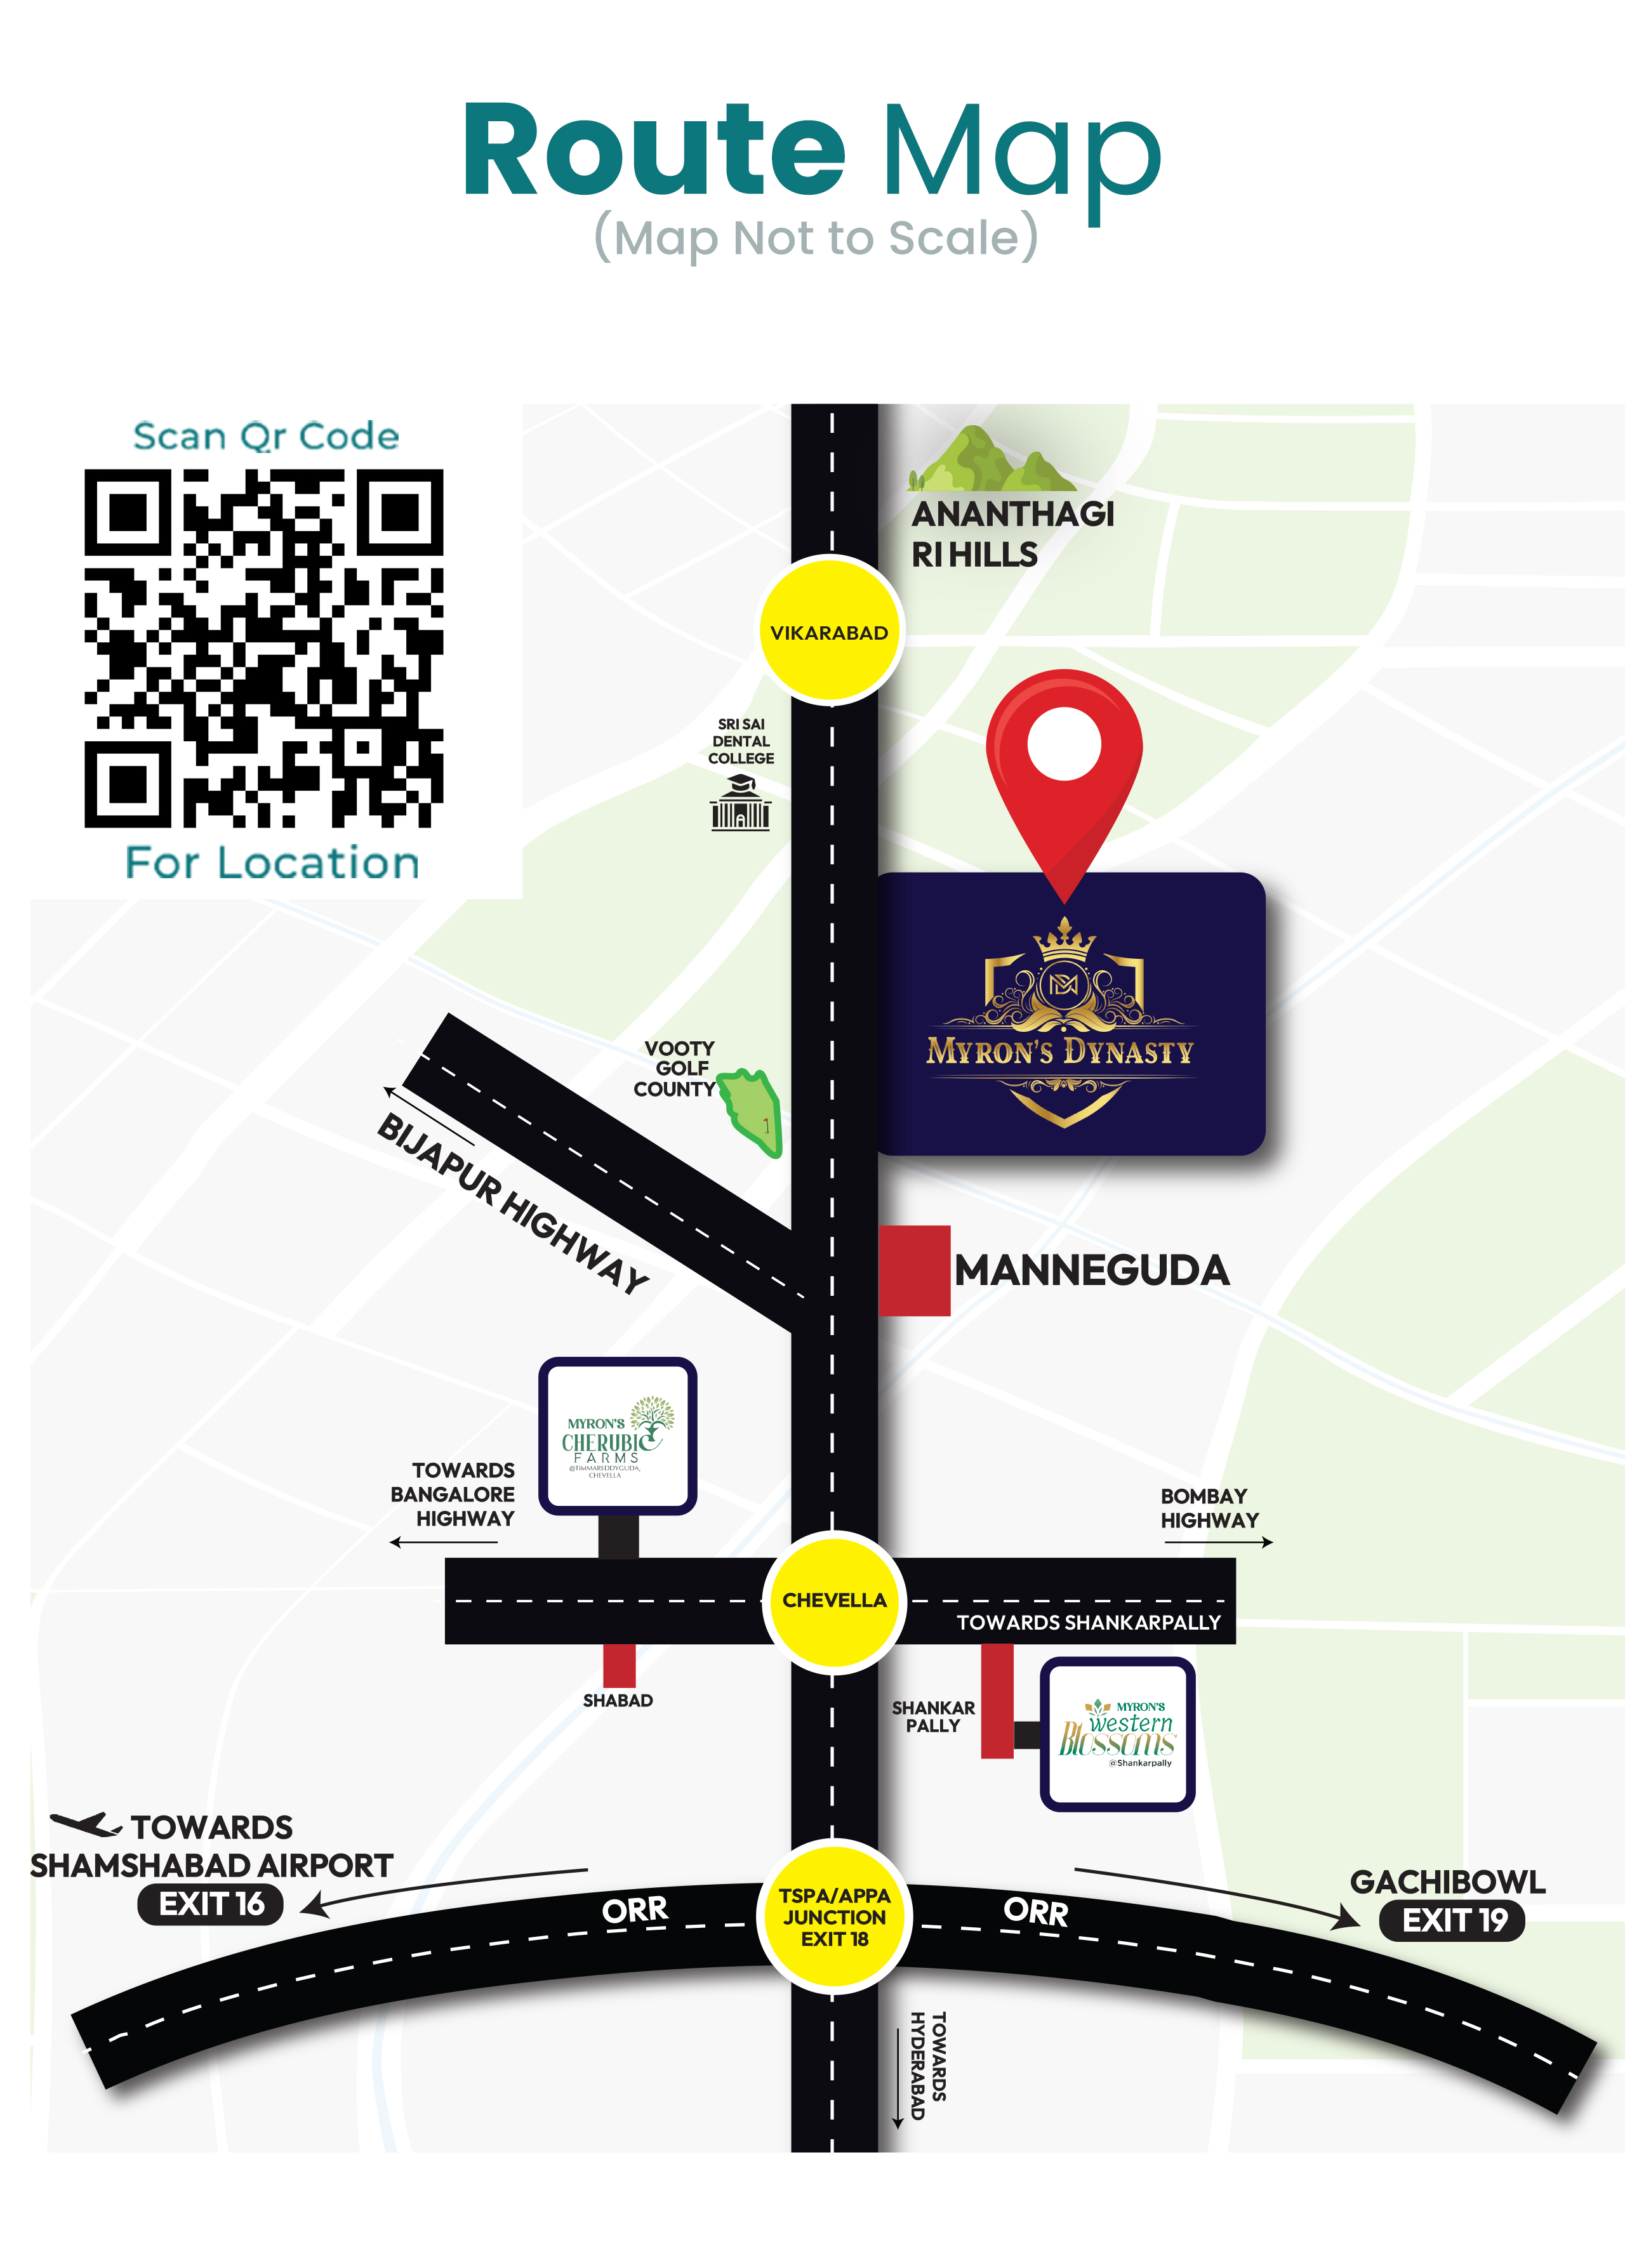 Route Map
(Map Not to Scale)
Scan Qr Code
For Location
ANANTHAGI
RI HILLS
VIKARABAD
SRI SAI
DENTAL
COLLEGE
MYRON'S DYNASTY
VOOTY
GOLF
COUNTY
BIJAPUR HIGHWAY
MANNEGUDA
MYRON'S
CHERUBIC
FARMS
@TIMMAREDDYGUDA,
CHEVELLA
TOWARDS
BANGALORE
HIGHWAY
BOMBAY
HIGHWAY
CHEVELLA
TOWARDS SHANKARPALLY
SHABAD
SHANKAR
PALLY
MYRON'S
western
Blossoms
@Shankarpally
TOWARDS
SHAMSHABAD AIRPORT
EXIT 16
ORR
TSPA/APPA
JUNCTION
EXIT 18
ORR
GACHIBOWL
EXIT 19
TOWARDS
HYDERABAD